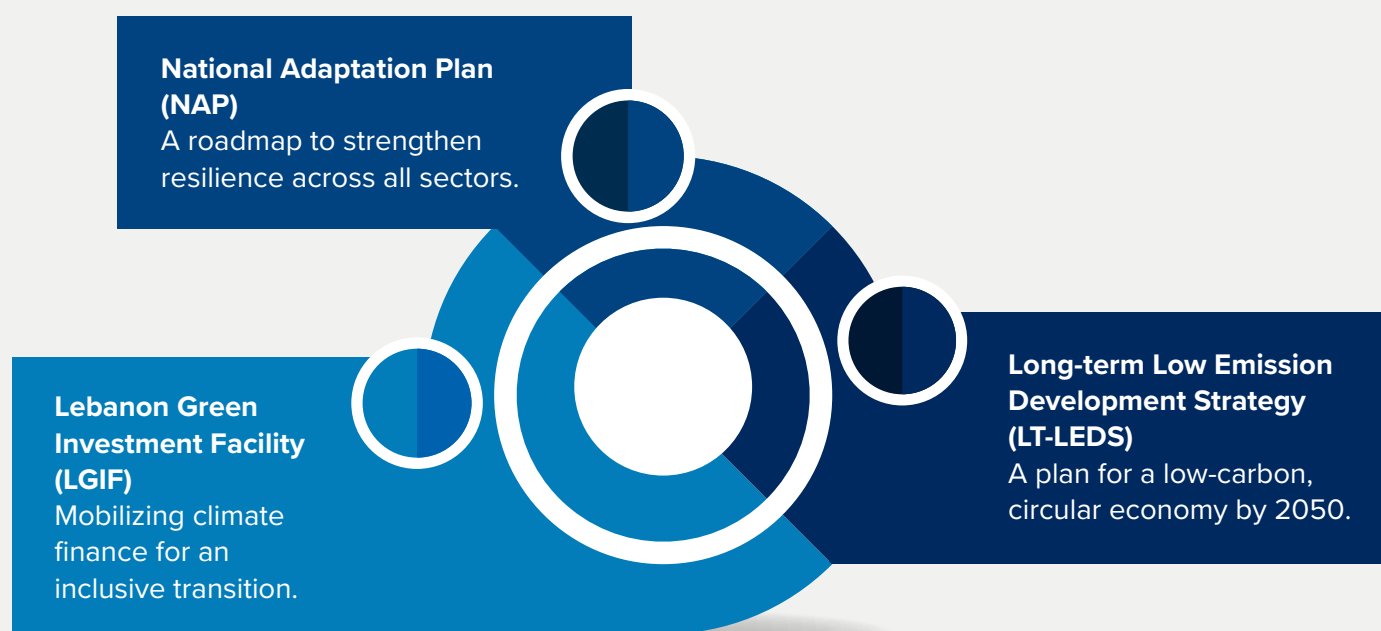 National Adaptation Plan
(NAP)
A roadmap to strengthen
resilience across all sectors.
Lebanon Green
Investment Facility
(LGIF)
Mobilizing climate
finance for an
inclusive transition.
Long-term Low Emission
Development Strategy
(LT-LEDS)
A plan for a low-carbon,
circular economy by 2050.